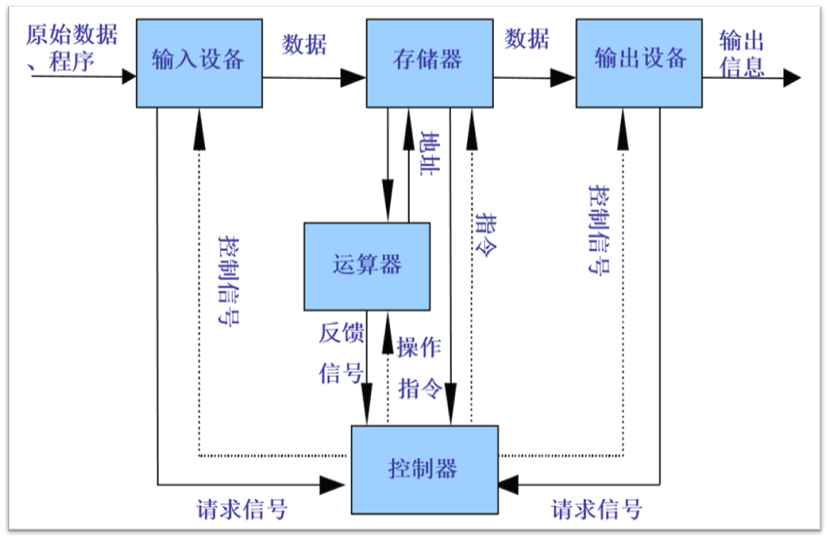 原始数据
、程序
输入设备
数据
存储器
数据
输出设备
输出
信息
地址
指令
控制信号
控制信号
运算器
反馈
信号
操作
指令
控制器
请求信号
请求信号